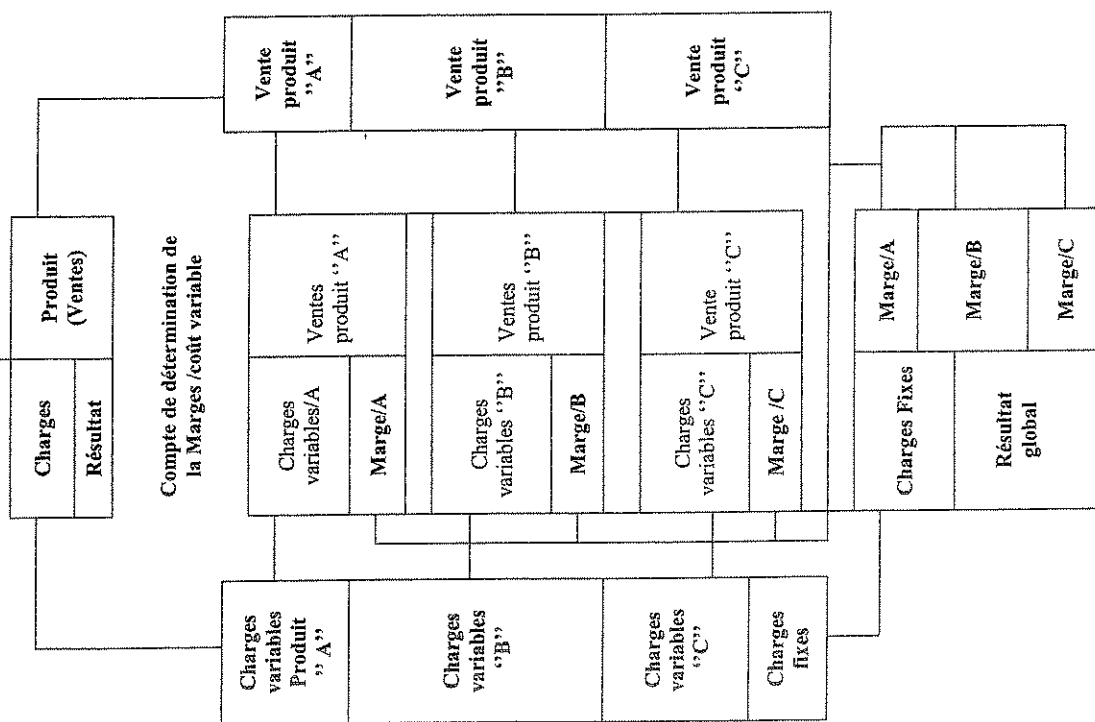 Charges
Résultat
Produit
(Ventes)
Compte de détermination de
la Marges /coût variable
Charges
variables
Produit
’’ A’’
Charges
variables
‘’B’’
Charges
variables
‘’C’’
Charges
fixes
Charges
variables/A
Marge/A
Ventes
produit ‘’A’’
Charges
variables ‘’B’’
Marge/B
Ventes
produit ‘’B’’
Charges
variables ‘’C’’
Marge /C
Vente
produit ‘’C’’
Vente
produit
’’A’’
Vente
produit
’’B’’
Vente
produit
‘’C’’
Charges Fixes
Résultat
global
Marge/A
Marge/B
Marge/C